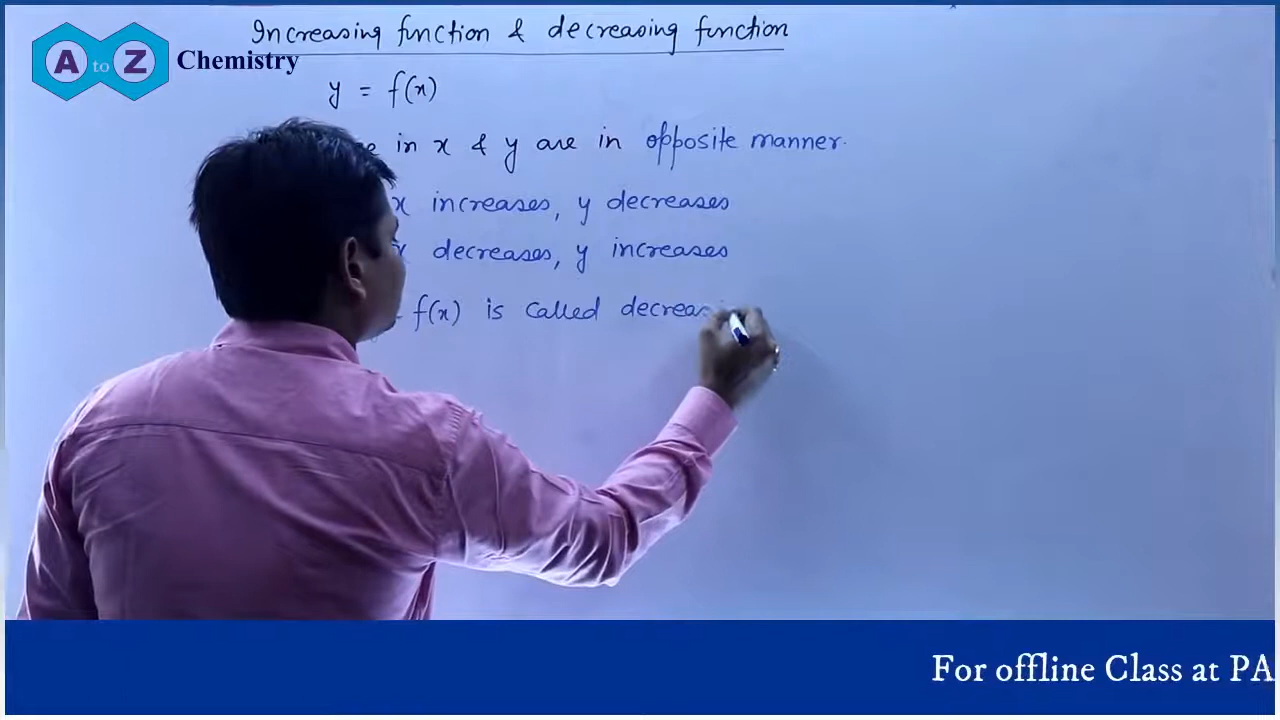 Increasing function & decreasing function
A to Z Chemistry
y = f(x)
in x & y are in opposite manner.
x increases, y decreases
x decreases, y increases
f(x) is called decreas
For offline Class at PA